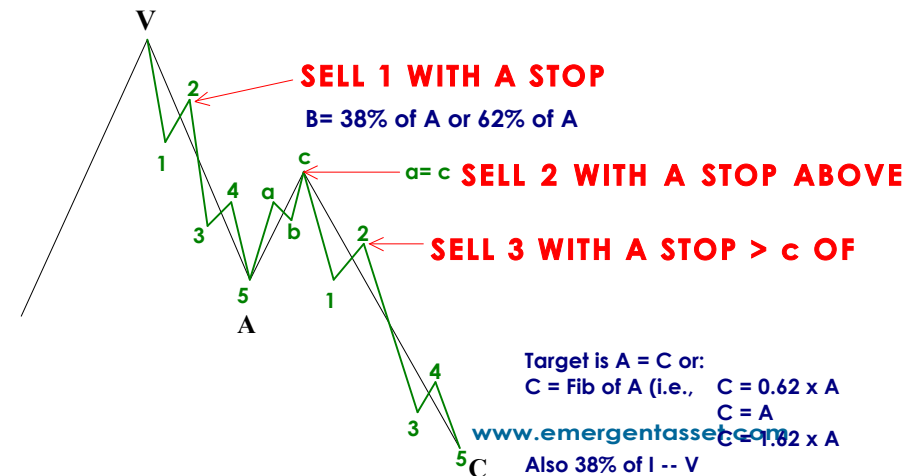 V
SELL 1 WITH A STOP
2
B= 38% of A or 62% of A
1
c
a= c SELL 2 WITH A STOP ABOVE
4
a
b
3
2
SELL 3 WITH A STOP > c OF
5
1
A
Target is A = C or:
4
C = Fib of A (i.e., C = 0.62 x A
C = A
3
www.emergentasset.com
C = 1.62 x A
5
C
Also 38% of I -- V